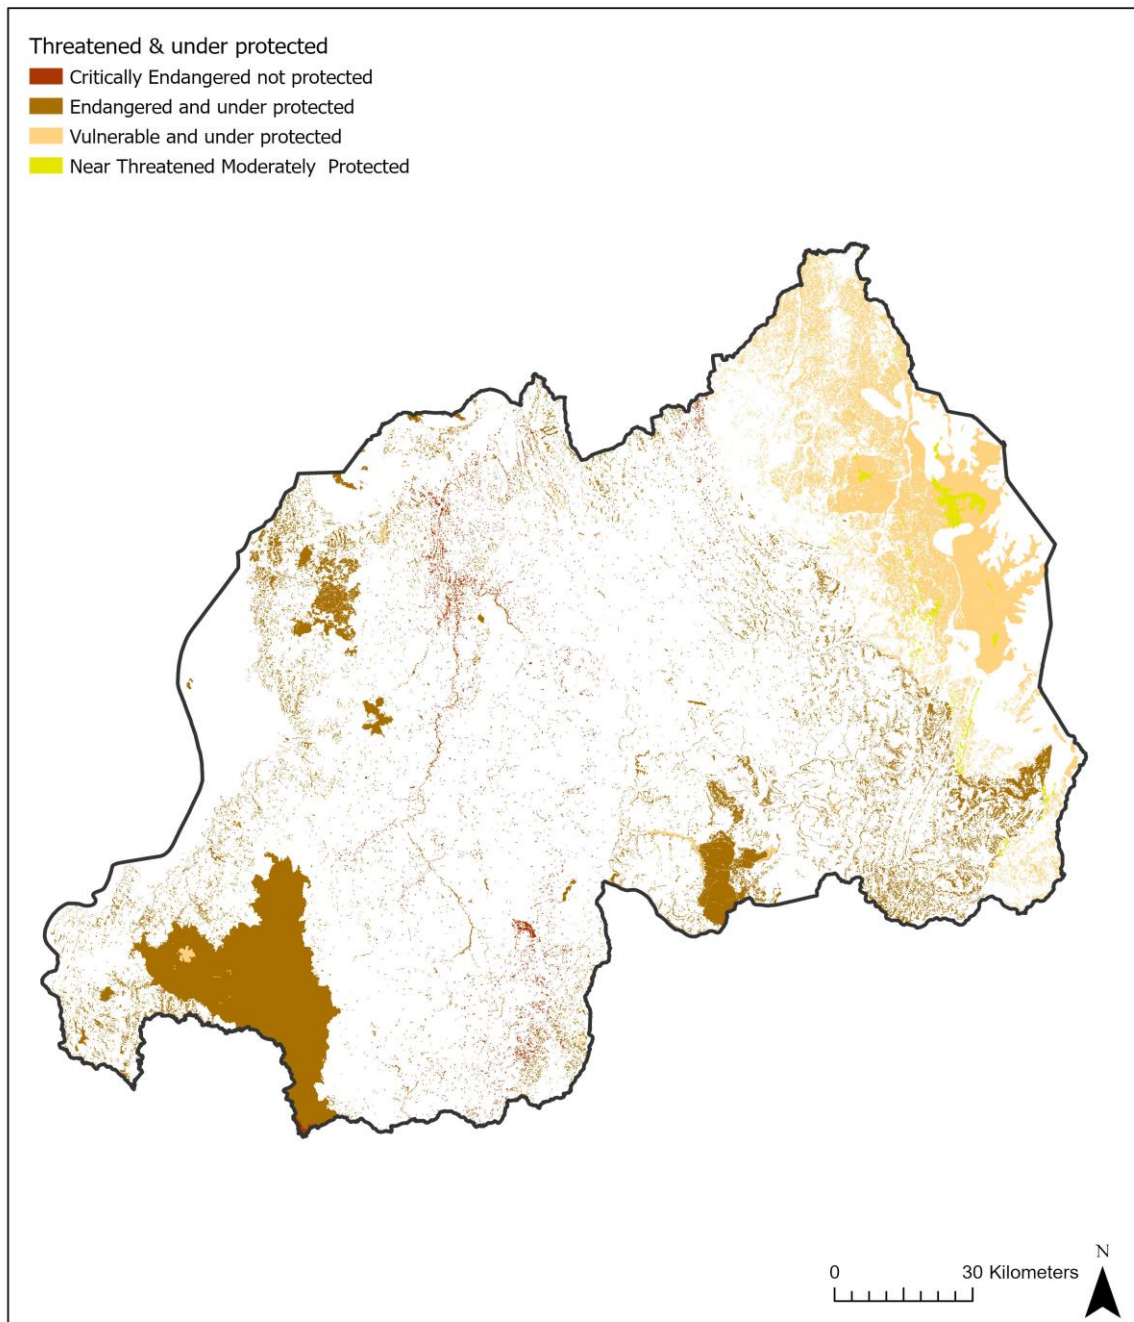 Threatened & under protected
Critically Endangered not protected
Endangered and under protected
Vulnerable and under protected
Near Threatened Moderately  Protected
N
0 30 Kilometers